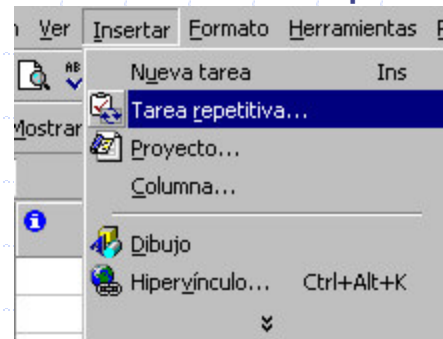 Ver Insertar Formato Herramientas
Nueva tarea Ins
Tarea repetitiva...
Mostrar
Proyecto...
Columna...
Dibujo
Hipervínculo... Ctrl+Alt+K